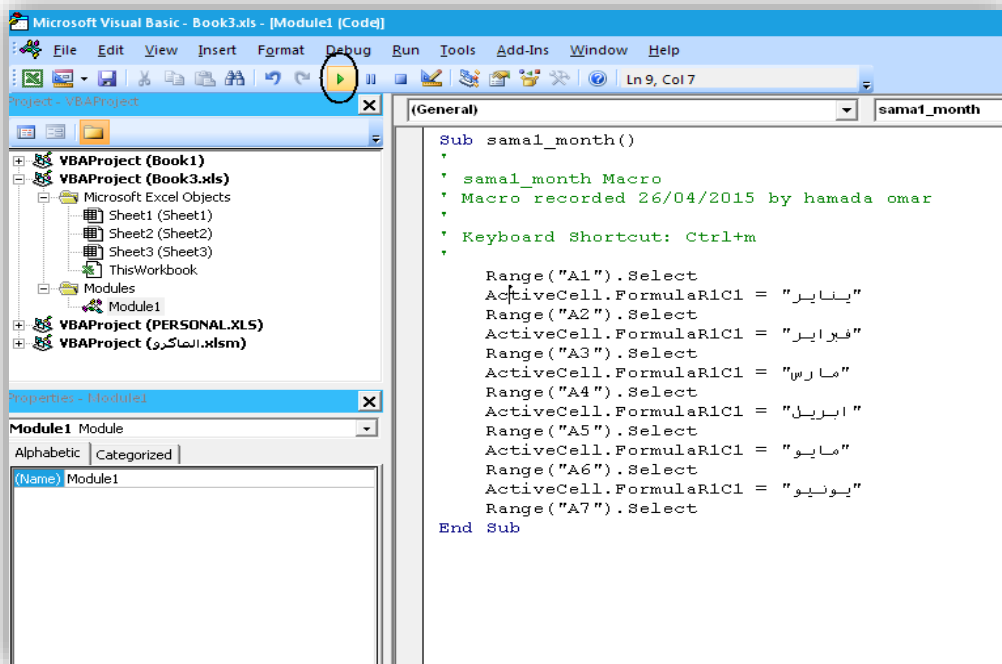 Microsoft Visual Basic - Book3.xls - [Module1 (Code)]
File Edit View Insert Format Debug Run Tools Add-Ins Window Help
Ln 9, Col 7
Project - VBAProject
(General)
sama1_month
VBAProject (Book1)
VBAProject (Book3.xls)
Microsoft Excel Objects
Sheet1 (Sheet1)
Sheet2 (Sheet2)
Sheet3 (Sheet3)
ThisWorkbook
Modules
Module1
VBAProject (PERSONAL.XLS)
VBAProject (الماكرو.xlsm)
Properties - Module1
Module1 Module
Alphabetic Categorized
(Name) Module1
Sub sama1_month()
'
' sama1_month Macro
' Macro recorded 26/04/2015 by hamada omar
'
' Keyboard Shortcut: Ctrl+m
'
Range("A1").Select
ActiveCell.FormulaR1C1 = "يناير"
Range("A2").Select
ActiveCell.FormulaR1C1 = "فبراير"
Range("A3").Select
ActiveCell.FormulaR1C1 = "مارس"
Range("A4").Select
ActiveCell.FormulaR1C1 = "ابريل"
Range("A5").Select
ActiveCell.FormulaR1C1 = "مايو"
Range("A6").Select
ActiveCell.FormulaR1C1 = "يونيو"
Range("A7").Select
End Sub